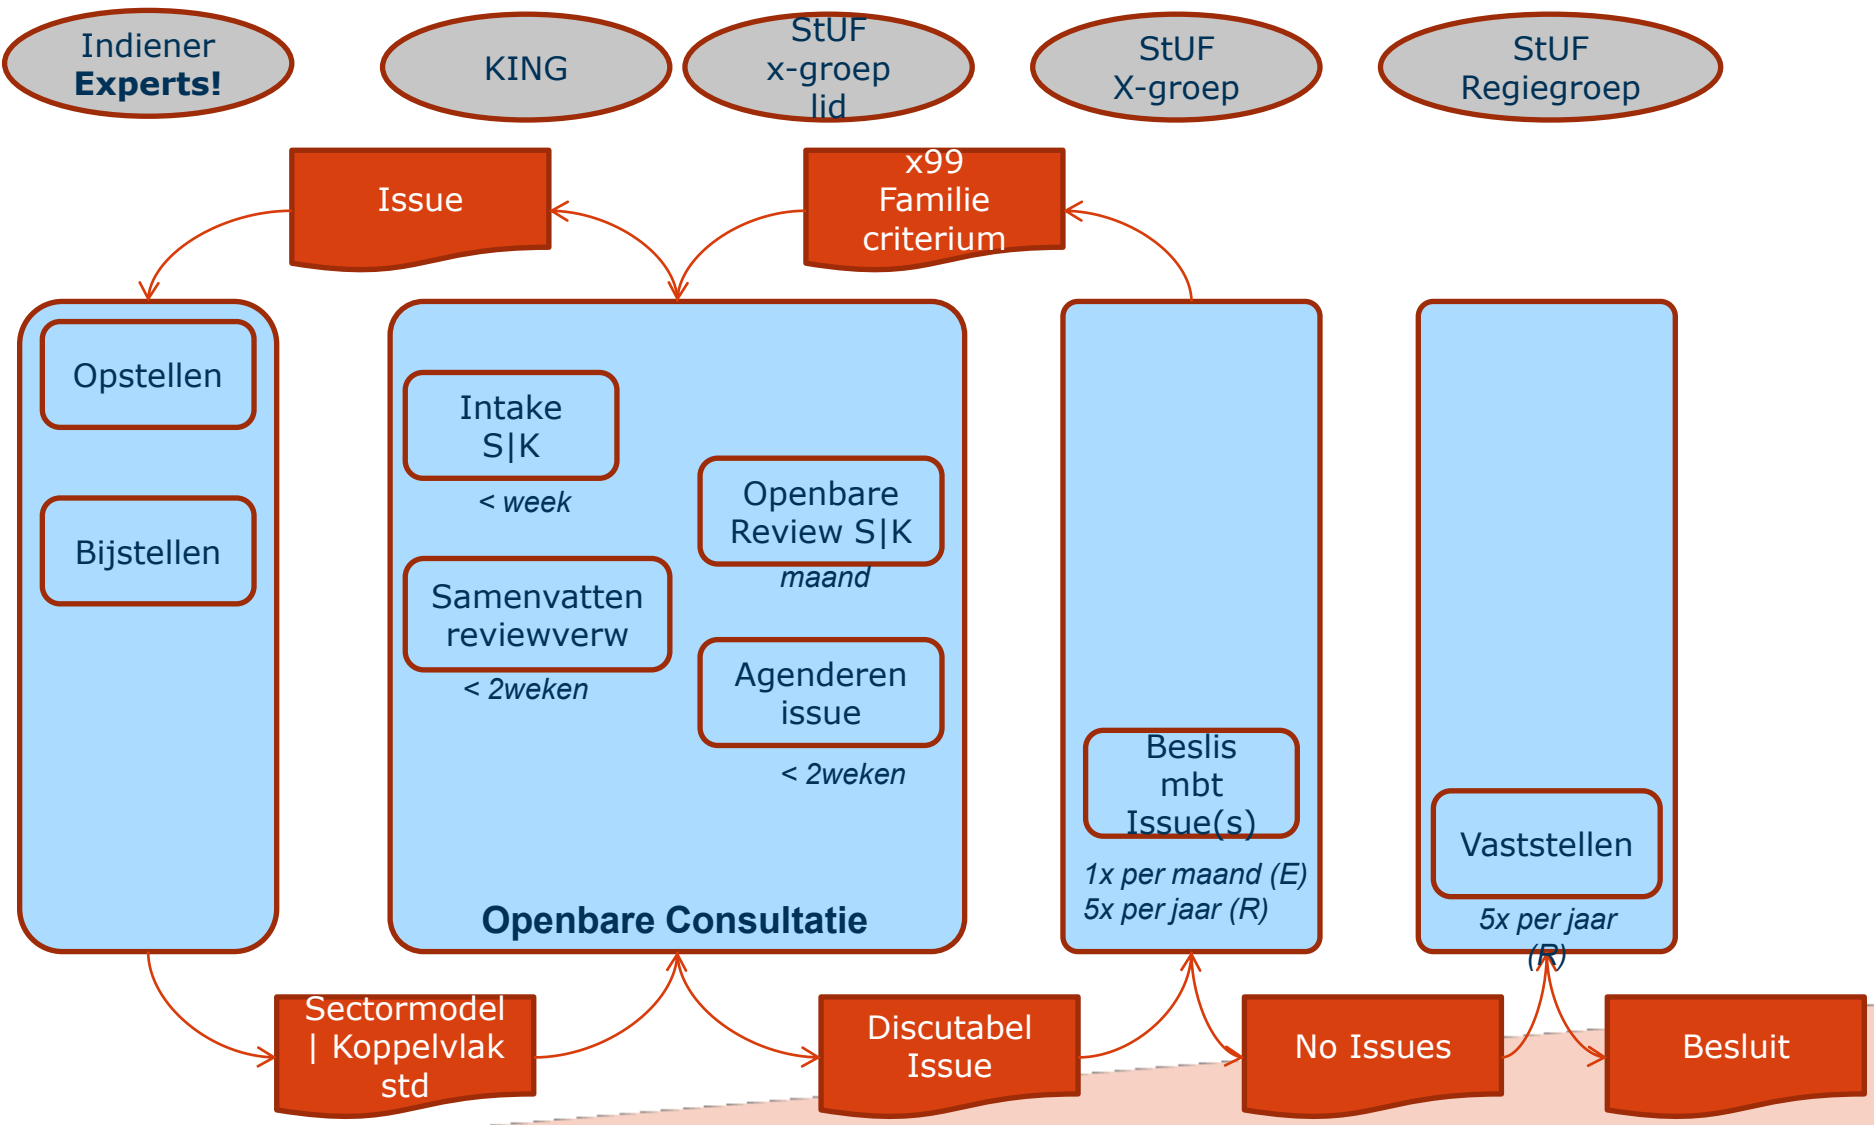 Indiener
Experts!
KING
StUF
x-groep
lid
StUF
X-groep
StUF
Regiegroep
Issue
x99
Familie
criterium
Opstellen
Bijstellen
Intake
S|K
< week
Openbare
Review S|K
maand
Samenvatten
reviewverw
< 2weken
Agenderen
issue
< 2weken
Openbare Consultatie
Beslis
mbt
Issue(s)
1x per maand (E)
5x per jaar (R)
Vaststellen
5x per jaar
(R)
Sectormodel
| Koppelvlak
std
Discutabel
Issue
No Issues
Besluit